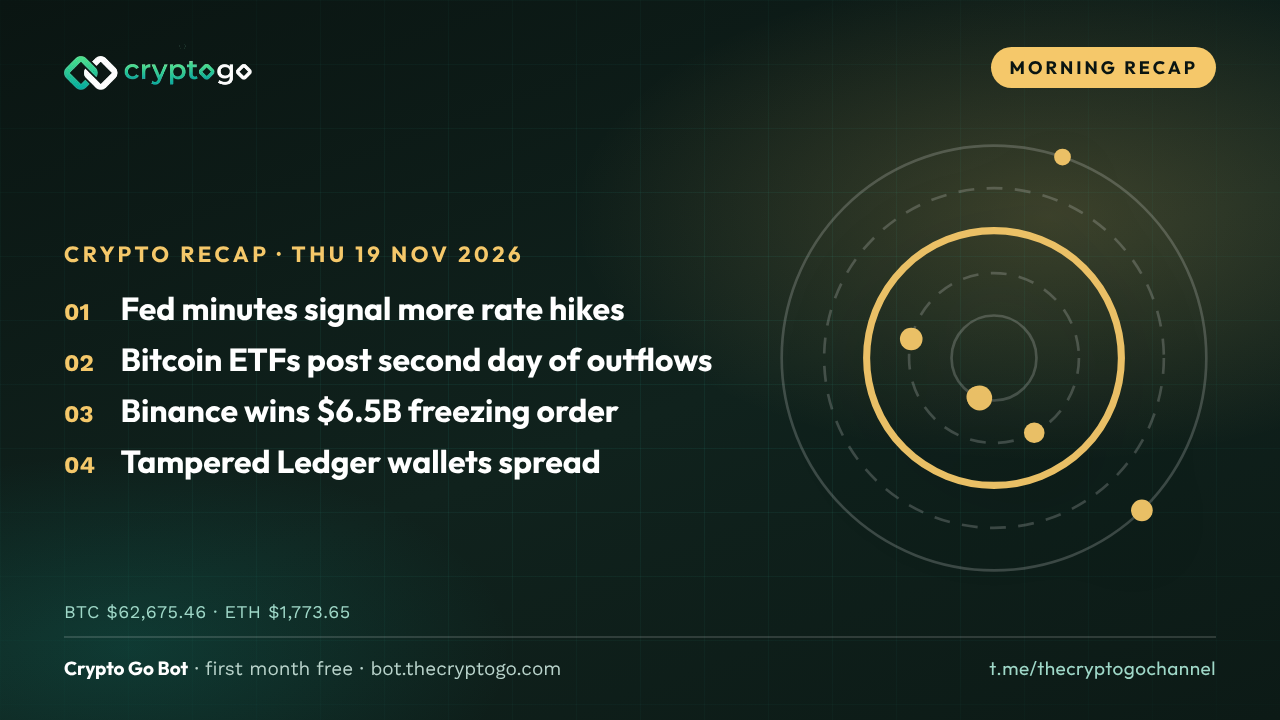 cryptogo
MORNING RECAP
CRYPTO RECAP · THU 19 NOV 2026
01 Fed minutes signal more rate hikes
02 Bitcoin ETFs post second day of outflows
03 Binance wins $6.5B freezing order
04 Tampered Ledger wallets spread
BTC $62,675.46 · ETH $1,773.65
Crypto Go Bot · first month free · bot.thecryptogo.com
t.me/thecryptogochannel